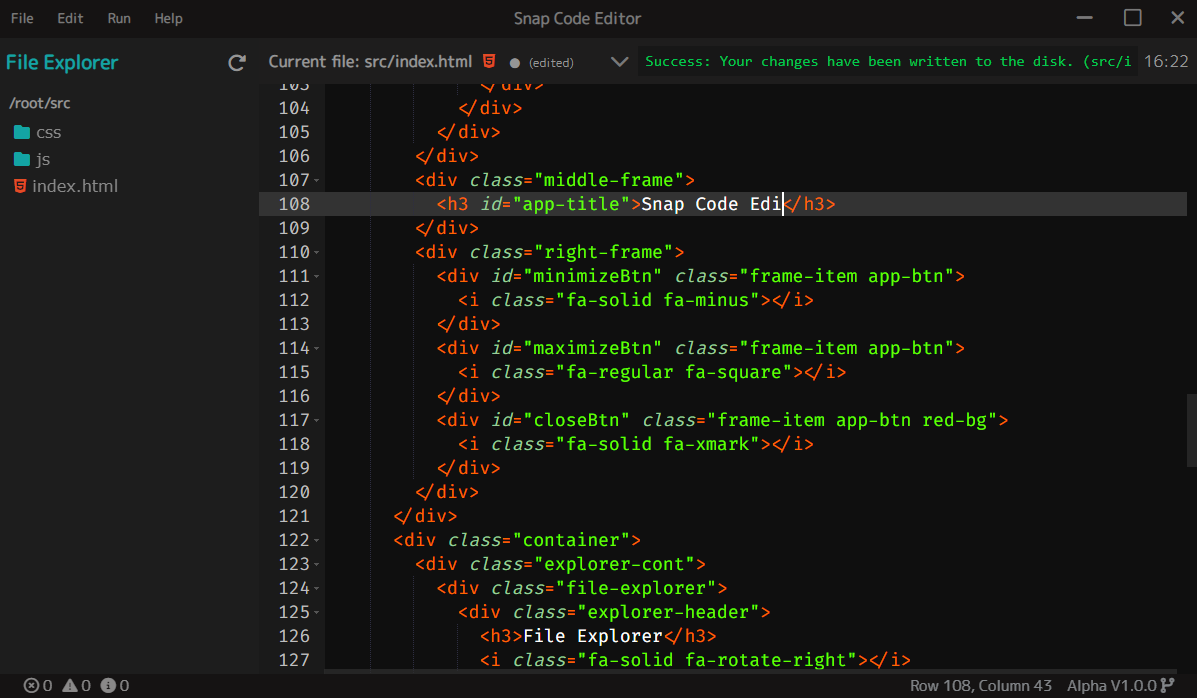 File Edit Run Help Snap Code Editor
File Explorer
Current file: src/index.html (edited) Success: Your changes have been written to the disk. (src/i 16:22
/root/src
css
js
index.html
103 </div>
104 </div>
105 </div>
106 </div>
107 <div class="middle-frame">
108 <h3 id="app-title">Snap Code Edi</h3>
109 </div>
110 <div class="right-frame">
111 <div id="minimizeBtn" class="frame-item app-btn">
112 <i class="fa-solid fa-minus"></i>
113 </div>
114 <div id="maximizeBtn" class="frame-item app-btn">
115 <i class="fa-regular fa-square"></i>
116 </div>
117 <div id="closeBtn" class="frame-item app-btn red-bg">
118 <i class="fa-solid fa-xmark"></i>
119 </div>
120 </div>
121 </div>
122 <div class="container">
123 <div class="explorer-cont">
124 <div class="file-explorer">
125 <div class="explorer-header">
126 <h3>File Explorer</h3>
127 <i class="fa-solid fa-rotate-right"></i>
0 0 0 Row 108, Column 43 Alpha V1.0.0